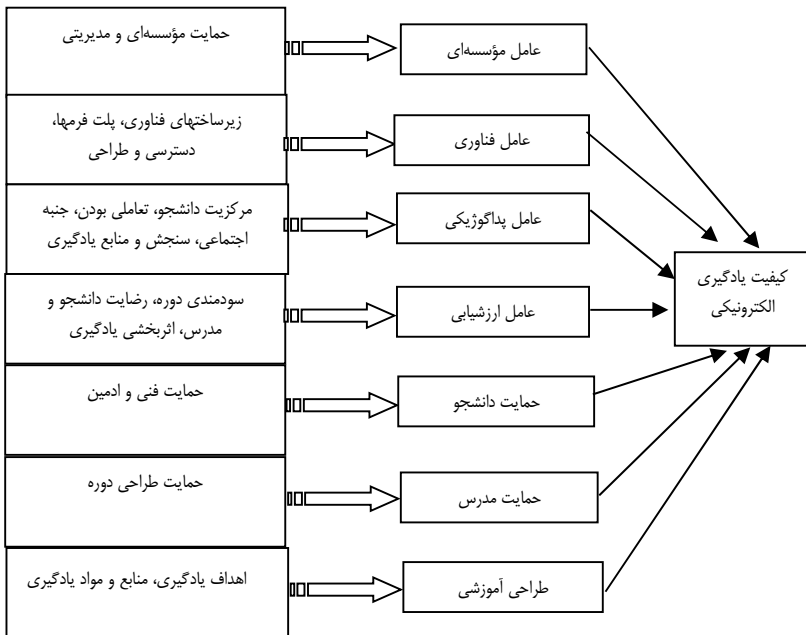 حمایت مؤسسه‌ای و مدیریتی
عامل مؤسسه‌ای
زیرساختهای فناوری، پلت فرمها،
دسترسی و طراحی
عامل فناوری
مرکزیت دانشجو، تعاملی بودن، جنبه
اجتماعی، سنجش و منابع یادگیری
عامل پداگوژیکی
سودمندی دوره، رضایت دانشجو و
مدرس، اثربخشی یادگیری
عامل ارزشیابی
حمایت فنی و ادمین
حمایت دانشجو
حمایت طراحی دوره
حمایت مدرس
اهداف یادگیری، منابع و مواد یادگیری
طراحی آموزشی
کیفیت یادگیری
الکترونیکی